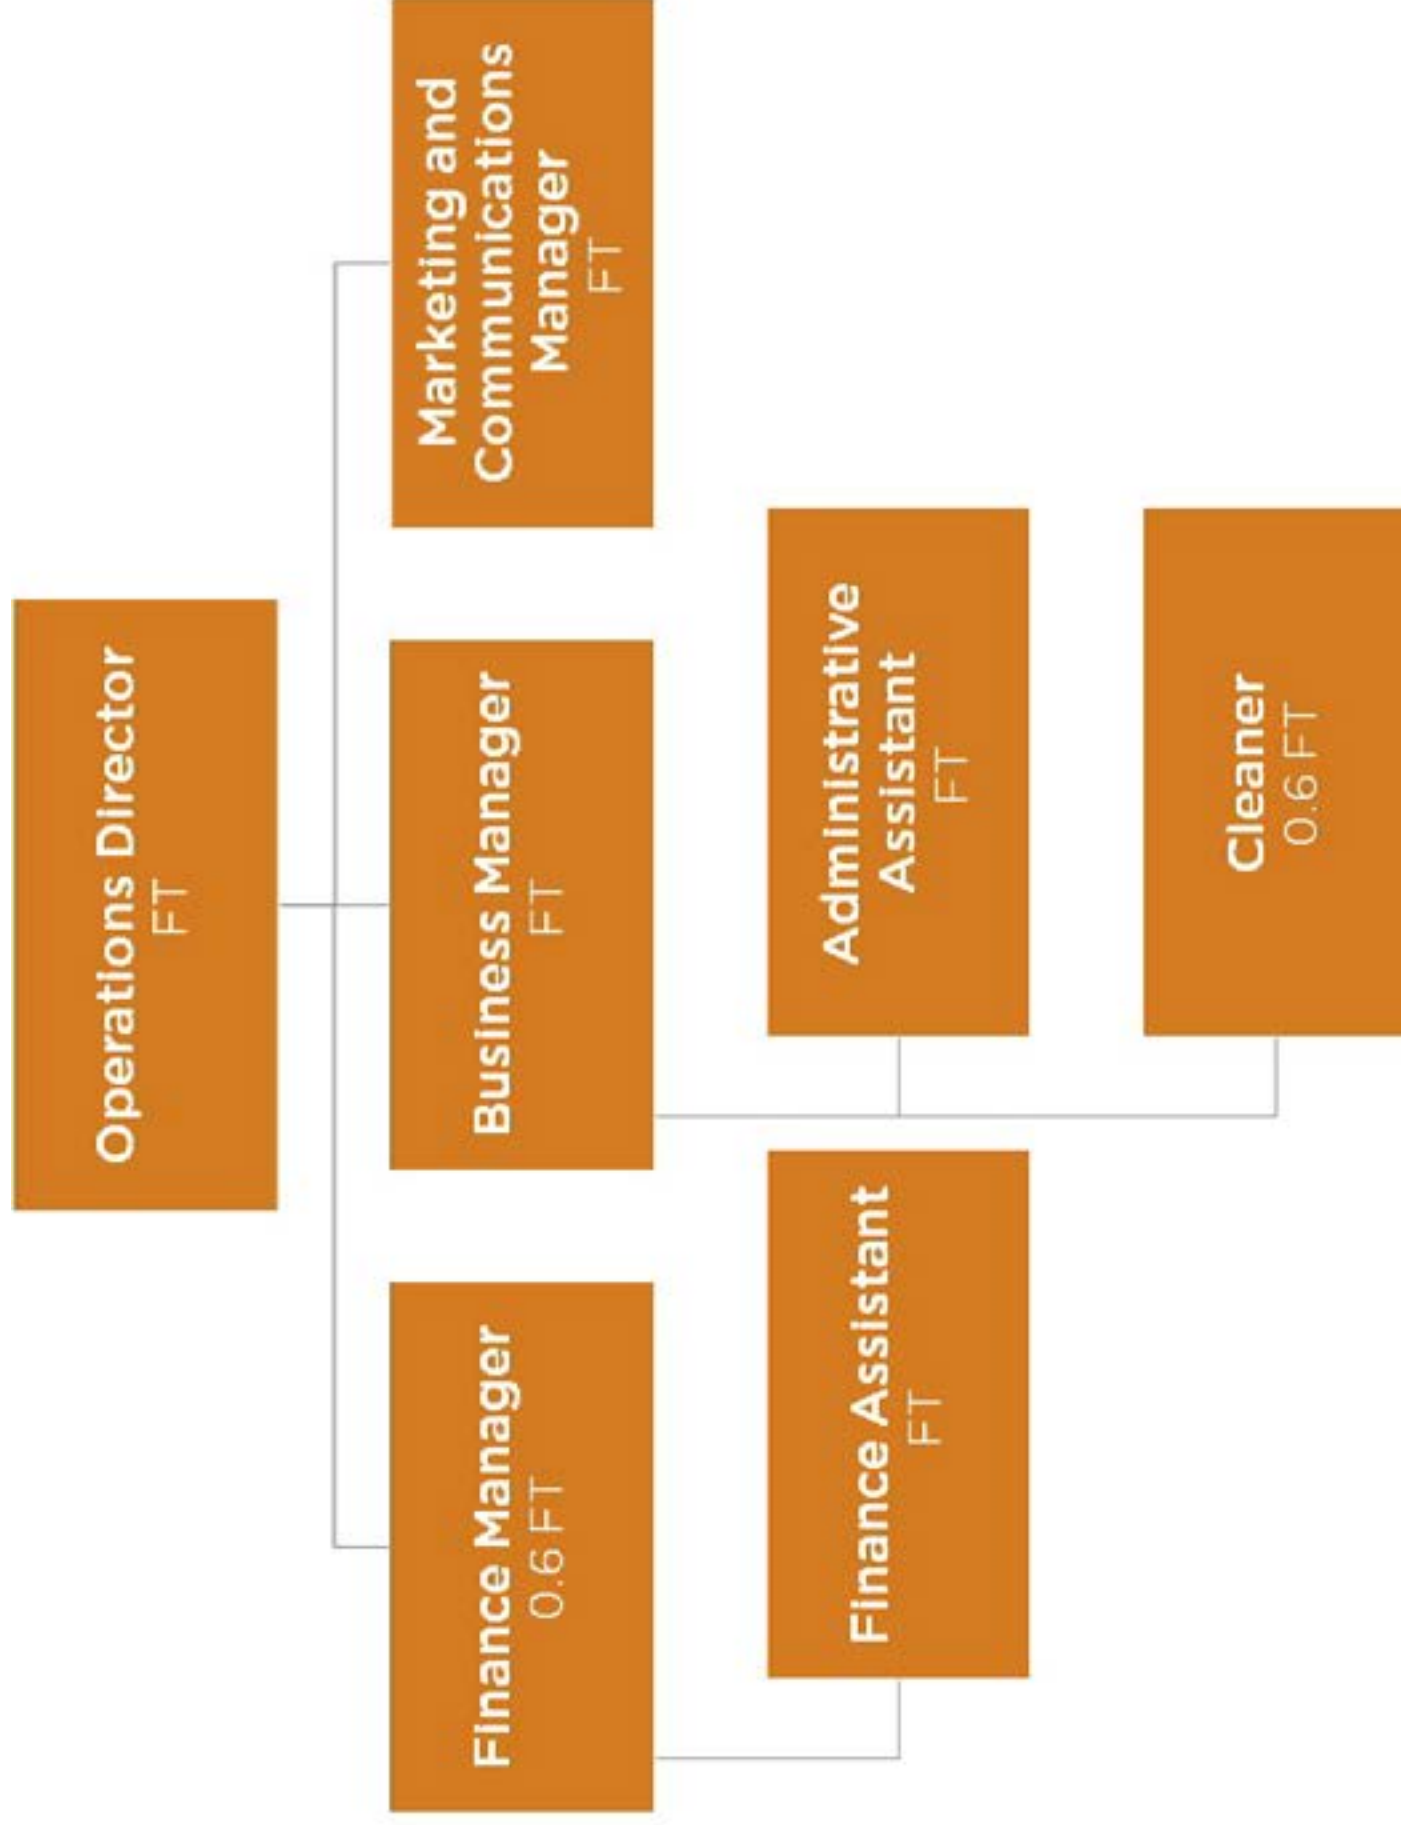 Operations Director
FT
Finance Manager
0.6 FT
Business Manager
FT
Marketing and
Communications
Manager
FT
Finance Assistant
FT
Administrative
Assistant
FT
Cleaner
0.6 FT